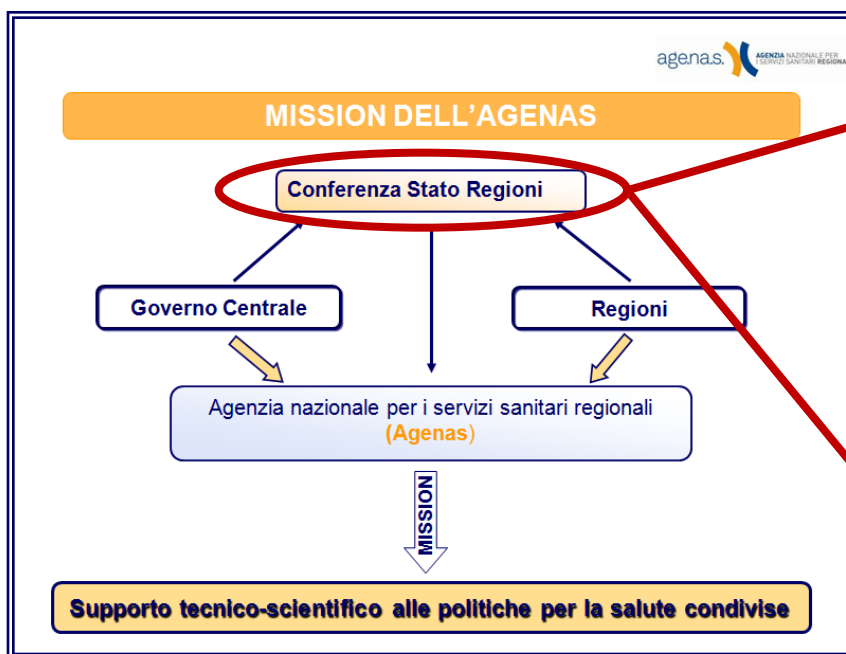 agenas.
AGENZIA NAZIONALE PER
I SERVIZI SANITARI REGIONA
MISSION DELL'AGENAS
Conferenza Stato Regioni
Governo Centrale
Regioni
Agenzia nazionale per i servizi sanitari regionali
(Agenas)
MISSION
Supporto tecnico-scientifico alle politiche per la salute condivise